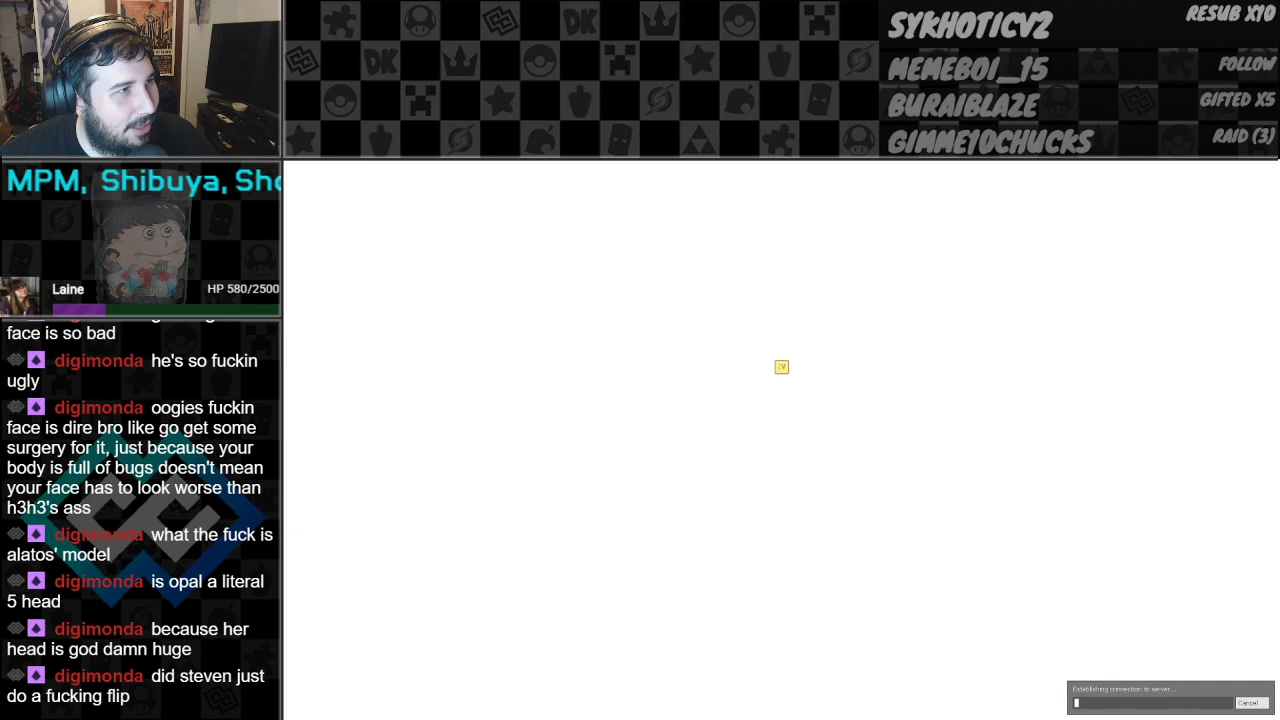 SYKHOTICV2 RESUB X10
MEMEBOI_15 FOLLOW
BURAIBLAZE GIFTED X5
GIMME10CHUCKS RAID (3)
MPM, Shibuya, Sho
Laine HP 580/2500
face is so bad
digimonda he's so fuckin
ugly
digimonda oogies fuckin
face is dire bro like go get some
surgery for it, just because your
body is full of bugs doesn't mean
your face has to look worse than
h3h3's ass
digimonda what the fuck is
alatos' model
digimonda is opal a literal
5 head
digimonda because her
head is god damn huge
digimonda did steven just
do a fucking flip
:v
Establishing connection to server...
Cancel